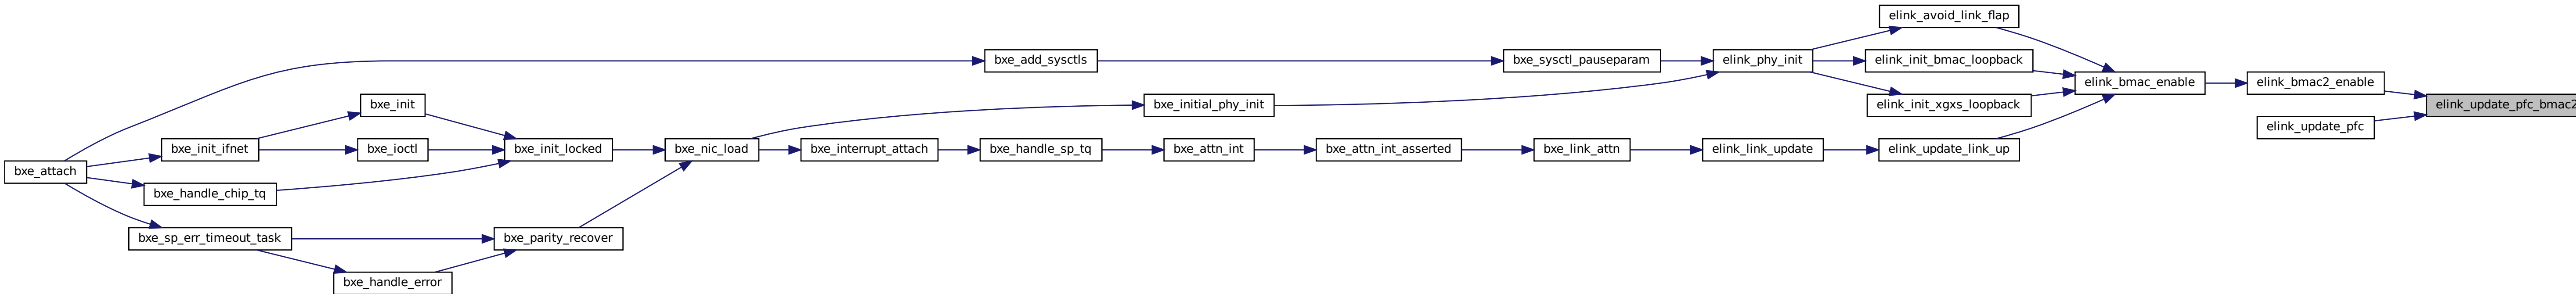 elink_avoid_link_flap
bxe_add_sysctls
bxe_sysctl_pauseparam
elink_phy_init
elink_init_bmac_loopback
elink_bmac_enable
elink_bmac2_enable
bxe_init
bxe_initial_phy_init
elink_init_xgxs_loopback
elink_update_pfc_bmac2
elink_update_pfc
bxe_init_ifnet
bxe_ioctl
bxe_init_locked
bxe_nic_load
bxe_interrupt_attach
bxe_handle_sp_tq
bxe_attn_int
bxe_attn_int_asserted
bxe_link_attn
elink_link_update
elink_update_link_up
bxe_attach
bxe_handle_chip_tq
bxe_sp_err_timeout_task
bxe_parity_recover
bxe_handle_error